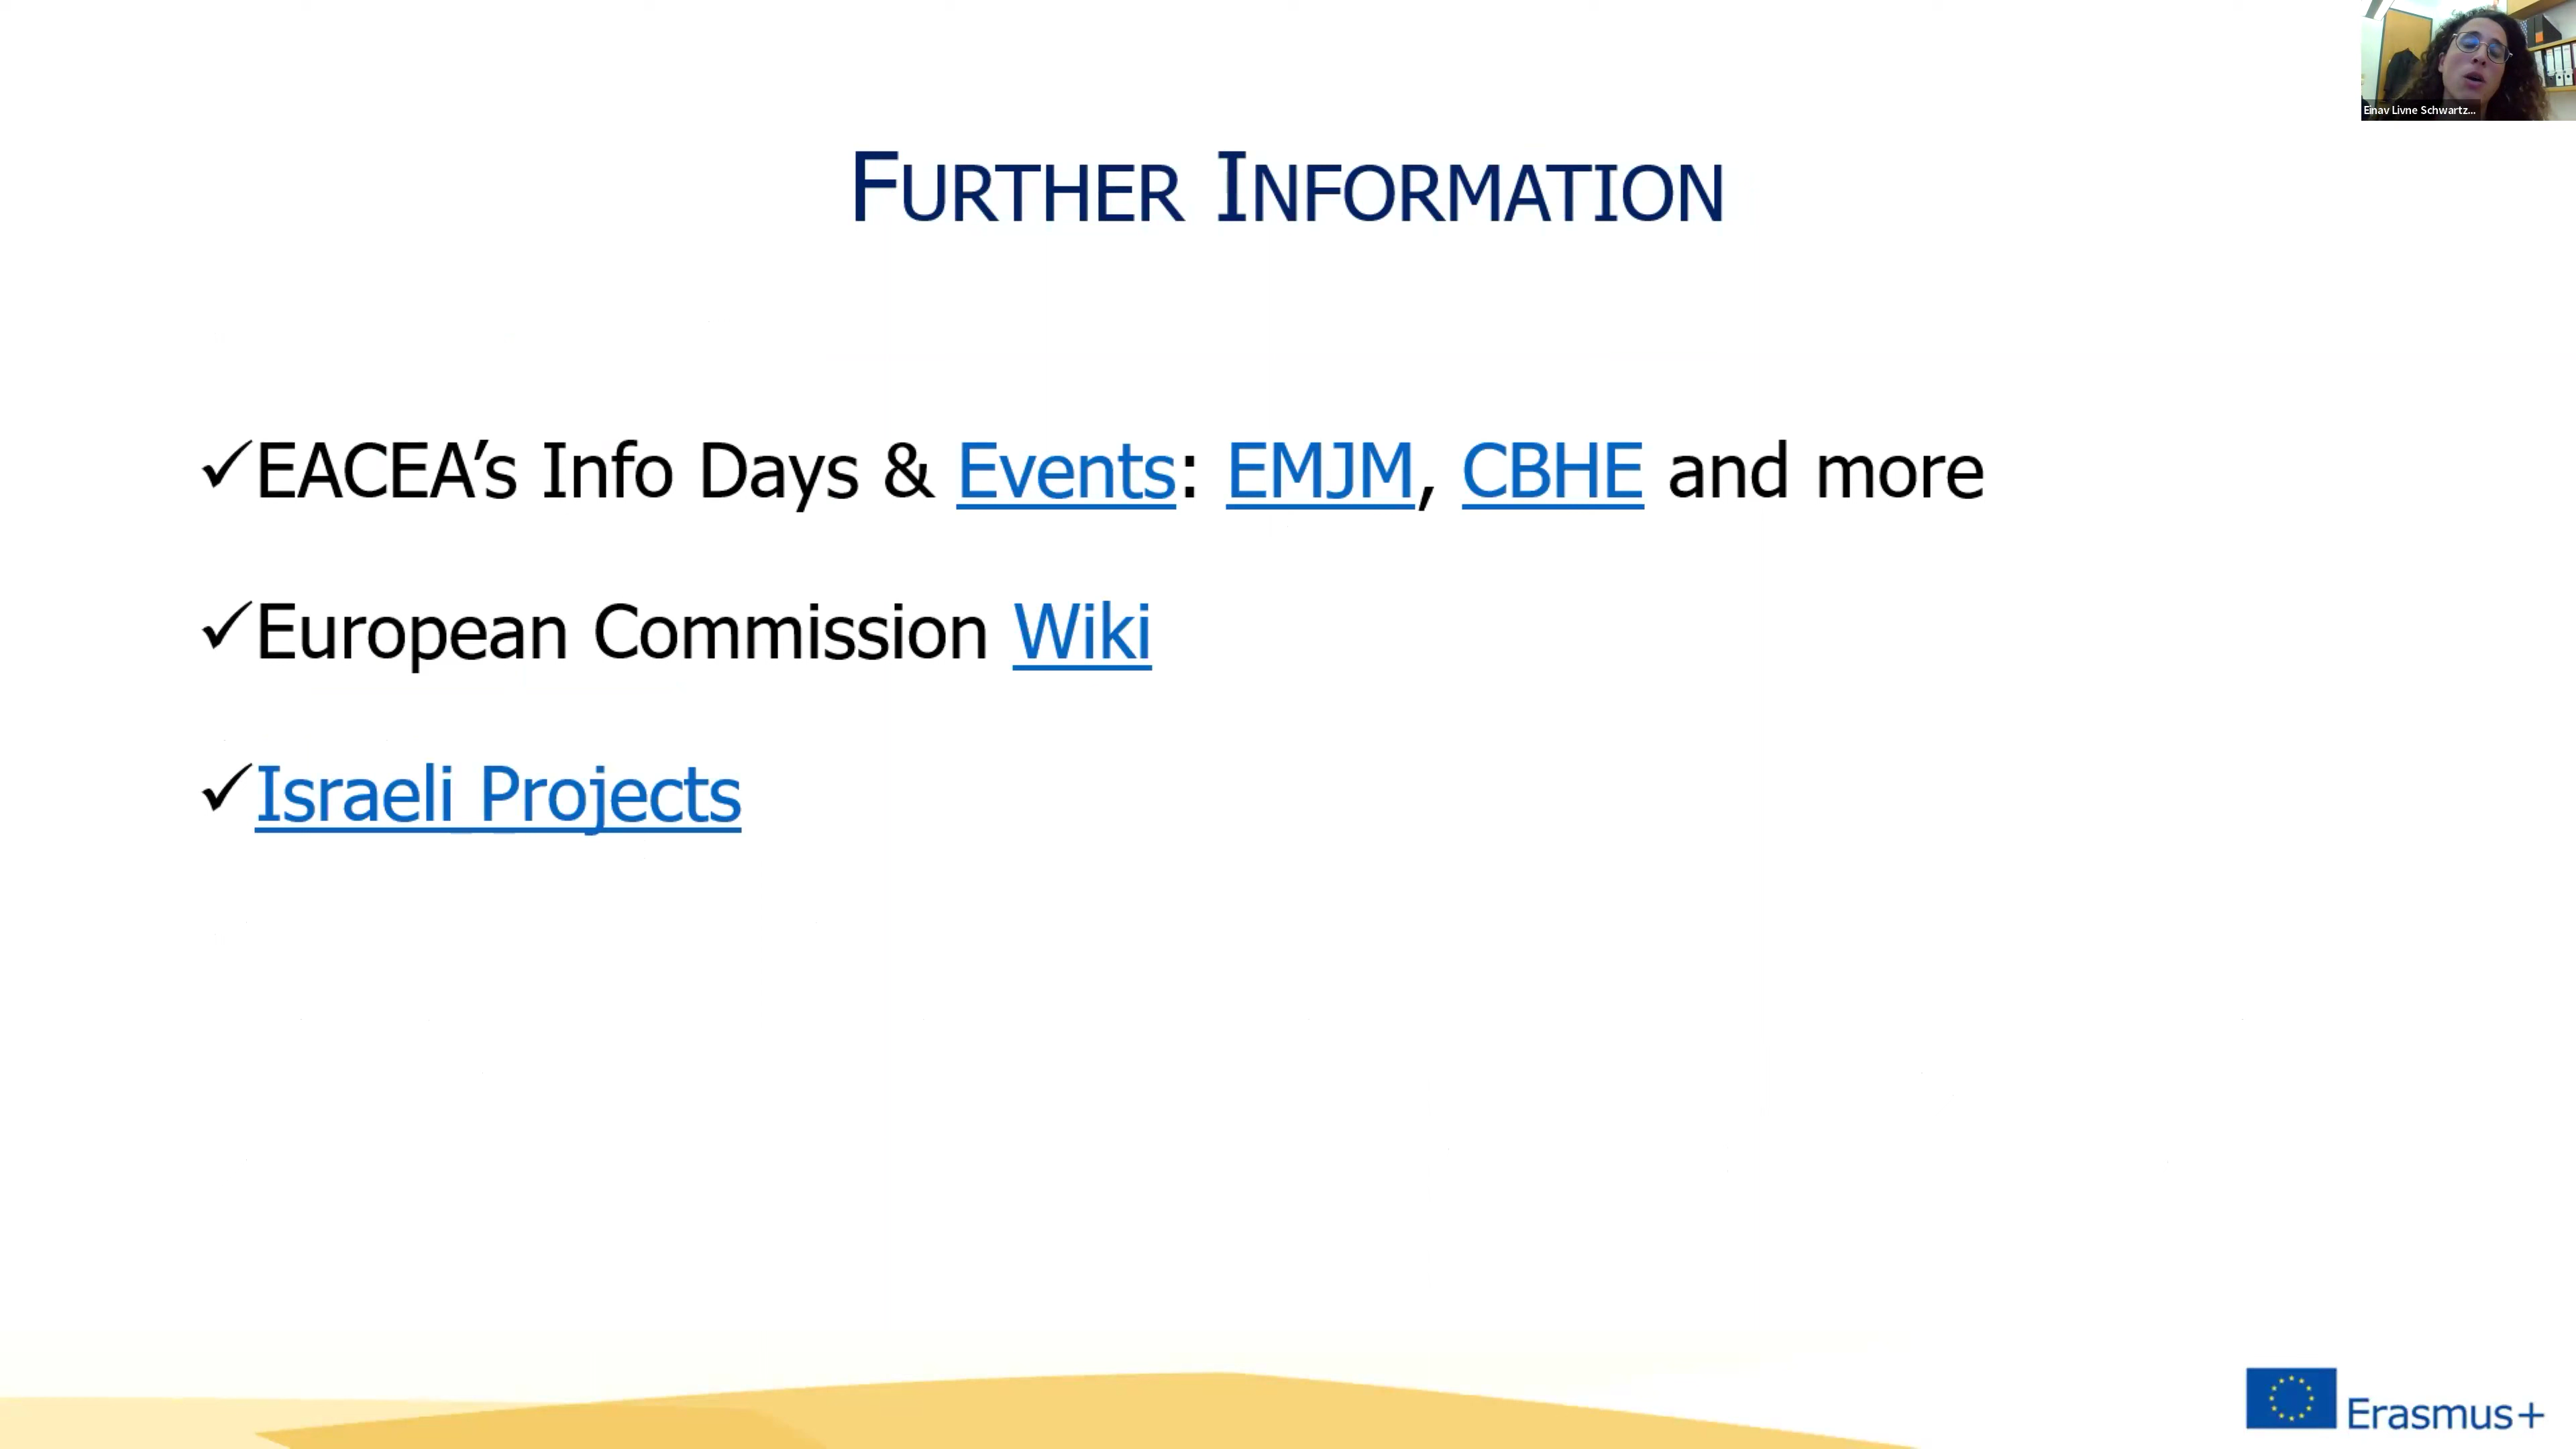 Einav Livne Schwartz...
FURTHER INFORMATION
✓EACEA’s Info Days & Events: EMJM, CBHE and more
✓European Commission Wiki
✓Israeli Projects
Erasmus+